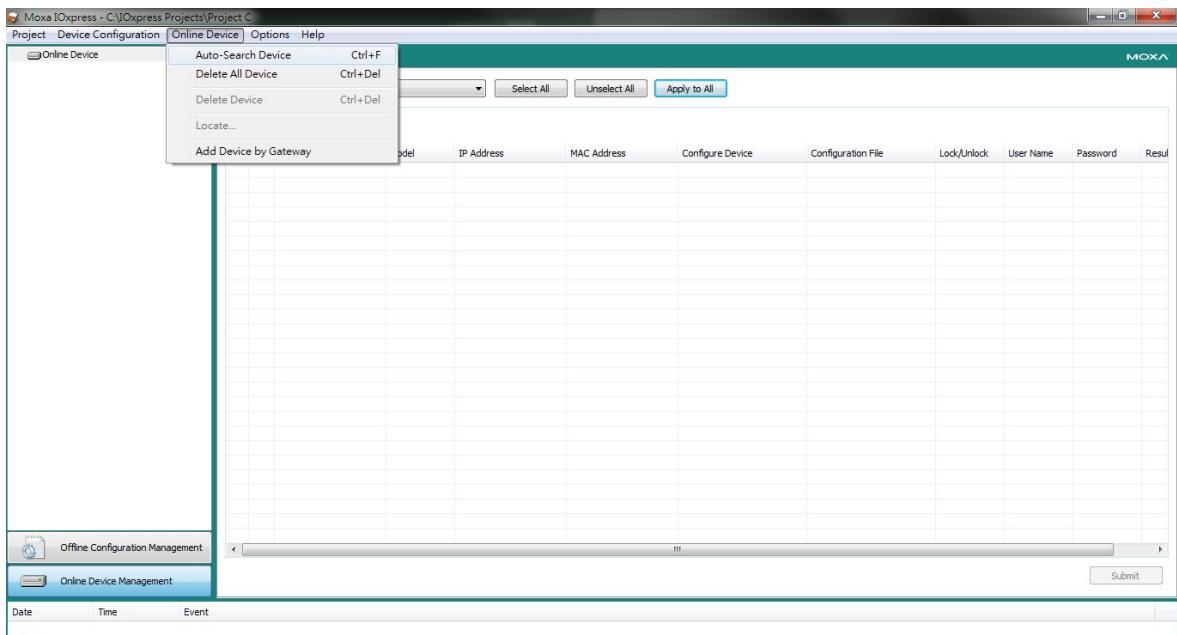 Moxa IOxpress - C:\IOxpress Projects\Project C
Project Device Configuration Online Device Options Help
Online Device
Auto-Search Device Ctrl+F
Delete All Device Ctrl+Del
Delete Device Ctrl+Del
Locate...
Add Device by Gateway
MOXA
Select All Unselect All Apply to All
odel IP Address MAC Address Configure Device Configuration File Lock/Unlock User Name Password Resul
Offline Configuration Management
Online Device Management
Submit
Date Time Event